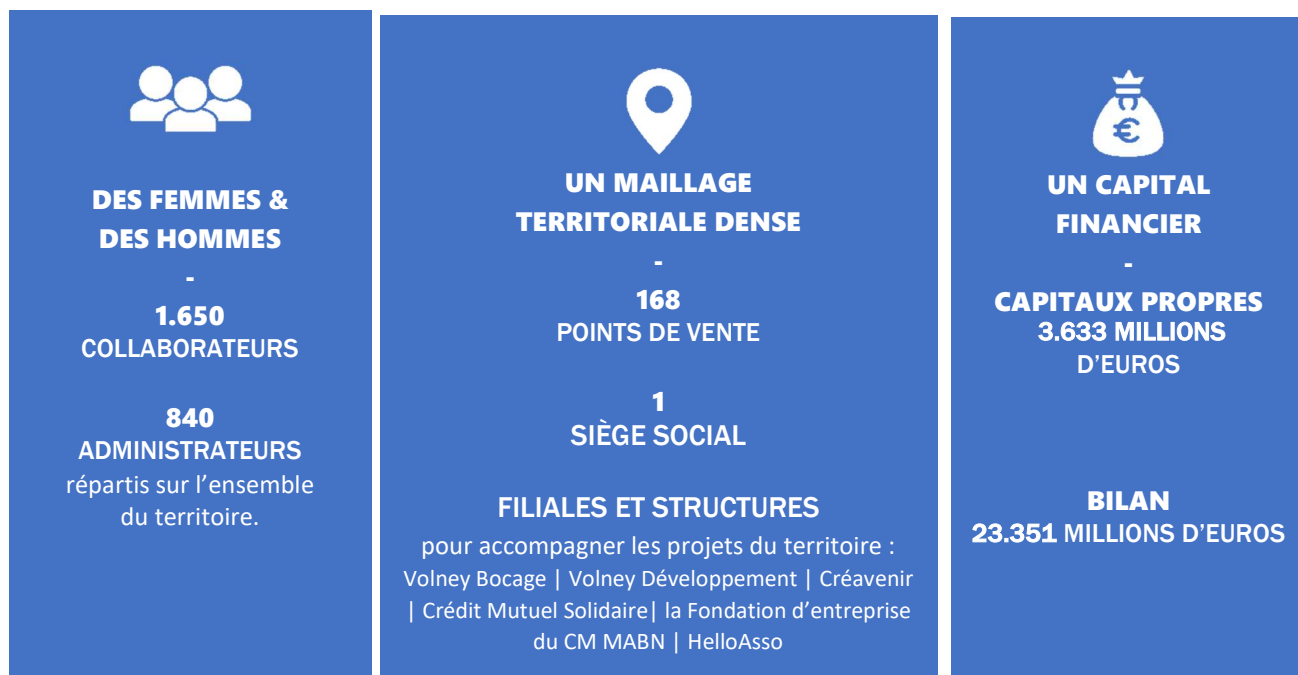 DES FEMMES &
DES HOMMES
-
1.650
COLLABORATEURS
840
ADMINISTRATEURS
répartis sur l’ensemble
du territoire.
UN MAILLAGE
TERRITORIALE DENSE
-
168
POINTS DE VENTE
1
SIÈGE SOCIAL
FILIALES ET STRUCTURES
pour accompagner les projets du territoire :
Volney Bocage | Volney Développement | Créavenir
| Crédit Mutuel Solidaire| la Fondation d’entreprise
du CM MABN | HelloAsso
€
UN CAPITAL
FINANCIER
-
CAPITAUX PROPRES
3.633 MILLIONS
D’EUROS
BILAN
23.351 MILLIONS D’EUROS